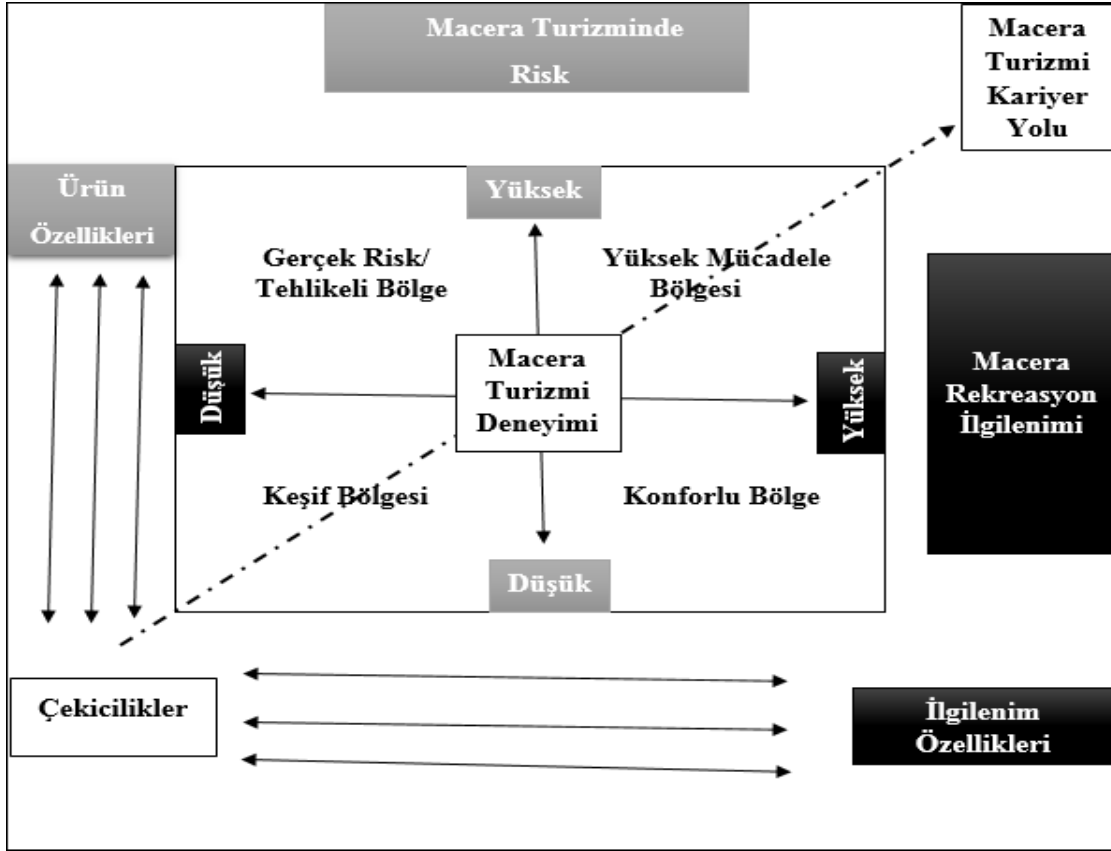 Macera Turizminde
Risk
Macera
Turizmi
Kariyer
Yolu
Ürün
Özellikleri
Yüksek
Gerçek Risk/
Tehlikeli Bölge
Yüksek Mücadele
Bölgesi
Düşük
Macera
Turizmi
Deneyimi
Yüksek
Macera
Rekreasyon
İlgilenimi
Keşif Bölgesi
Konforlu Bölge
Düşük
Çekicilikler
İlgilenim
Özellikleri